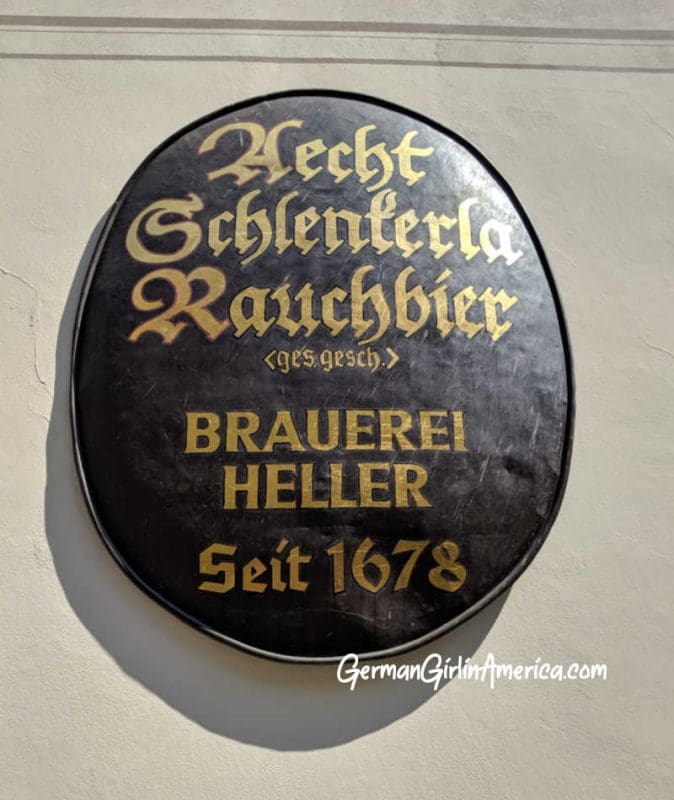 Aecht
Schlenkerla
Rauchbier
<ges. gesch.>
BRAUEREI
HELLER
Seit 1678
GermanGirlinAmerica.com